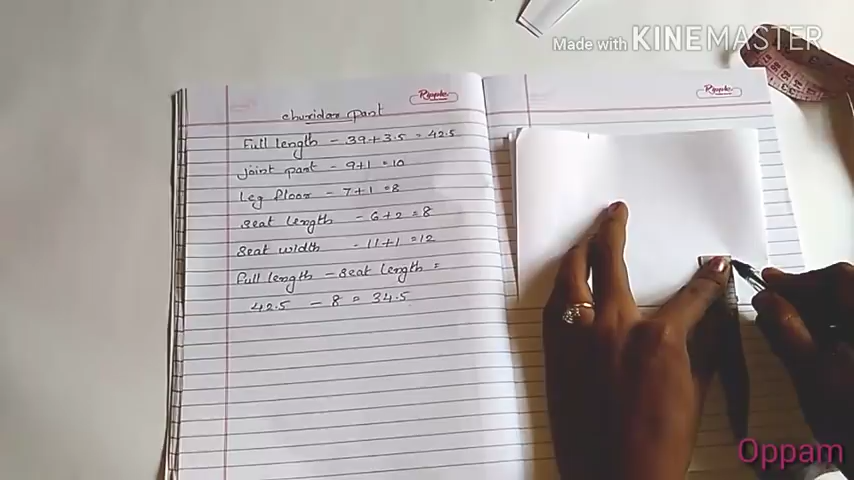 Made with KINEMASTER
Ripple
Ripple
churidar pant
Full length - 39+3.5 = 42.5
joint part - 9+1 = 10
Leg floor - 7+1 = 8
seat length - 6+2 = 8
seat width - 11+1 = 12
Full length - seat length =
42.5 - 8 = 34.5
Oppam